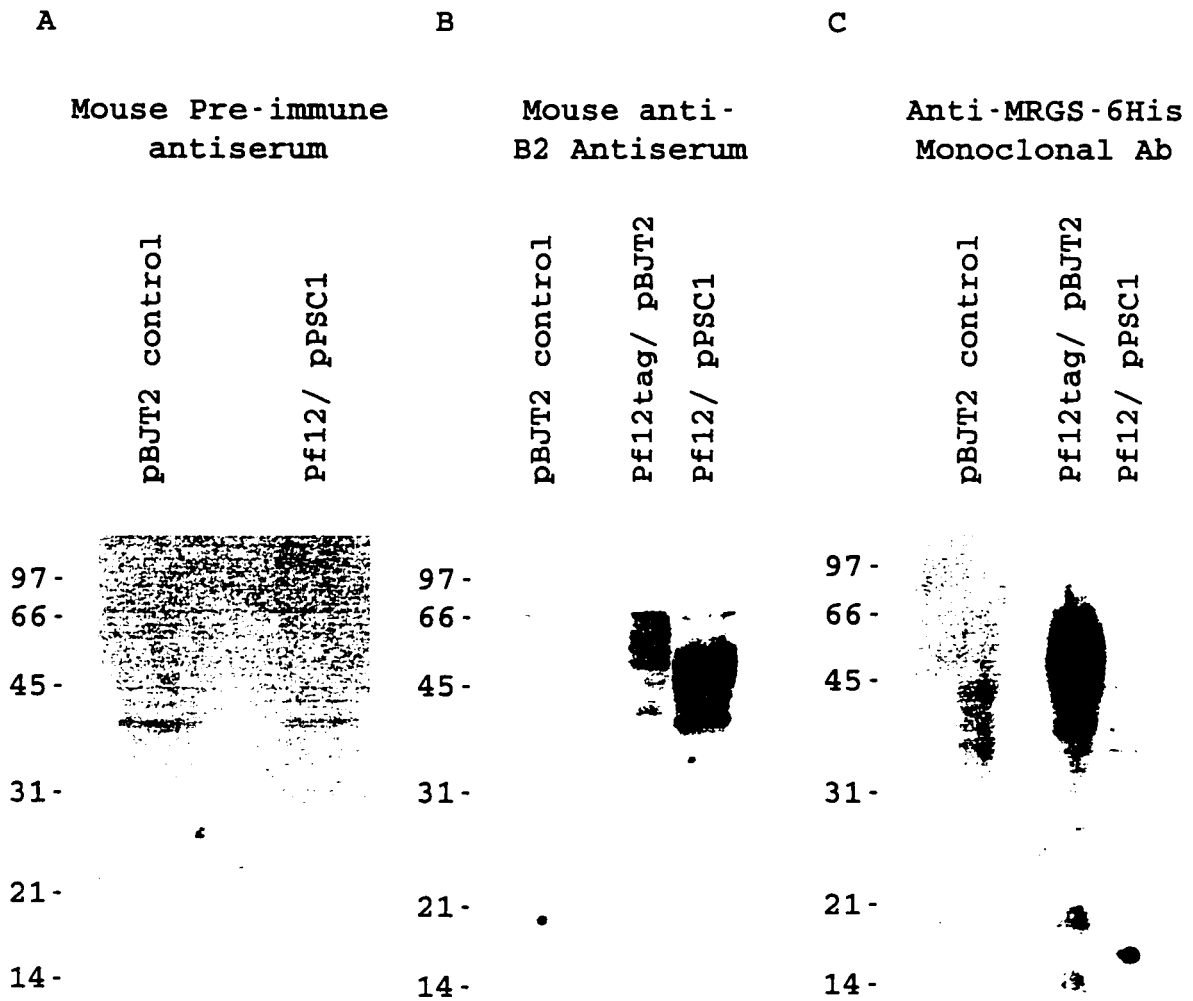 A
B
C
Mouse Pre-immune
antiserum
Mouse anti-
B2 Antiserum
Anti-MRGS-6His
Monoclonal Ab
pBJT2 control
Pf12/ pPSC1
pBJT2 control
Pf12tag/ pBJT2
Pf12/ pPSC1
pBJT2 control
Pf12tag/ pBJT2
Pf12/ pPSC1
97-
66-
45-
31-
21-
14-
97-
66-
45-
31-
21-
14-
97-
66-
45-
31-
21-
14-